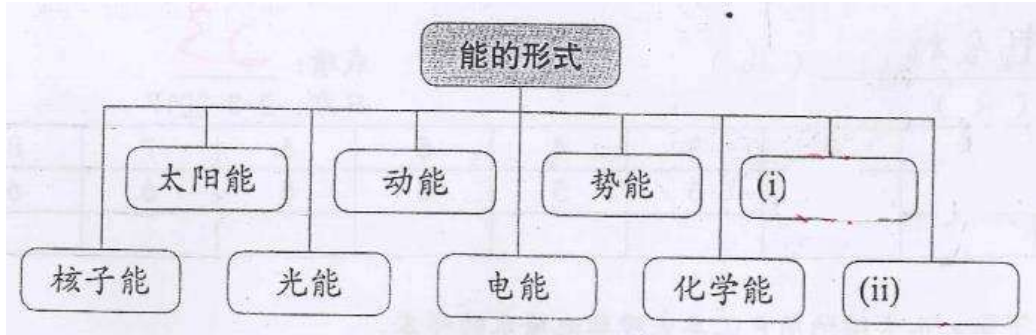 能的形式
太阳能 动能 势能 (i)
核子能 光能 电能 化学能 (ii)